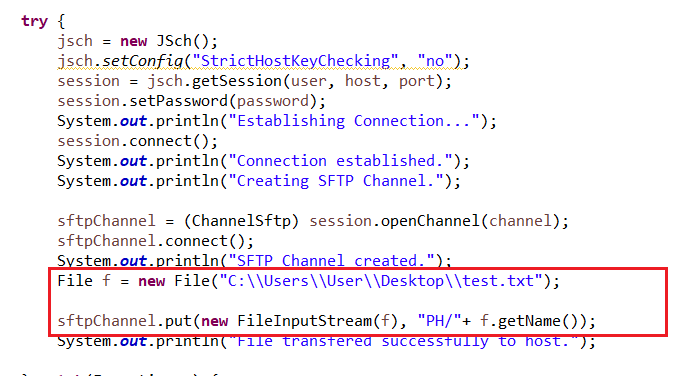 try {
jsch = new JSch();
jsch.setConfig("StrictHostKeyChecking", "no");
session = jsch.getSession(user, host, port);
session.setPassword(password);
System.out.println("Establishing Connection...");
session.connect();
System.out.println("Connection established.");
System.out.println("Creating SFTP Channel.");
sftpChannel = (ChannelSftp) session.openChannel(channel);
sftpChannel.connect();
System.out.println("SFTP Channel created.");
File f = new File("C:\\Users\\User\\Desktop\\test.txt");
sftpChannel.put(new FileInputStream(f), "PH/"+ f.getName());
System.out.println("File transfered successfully to host.");